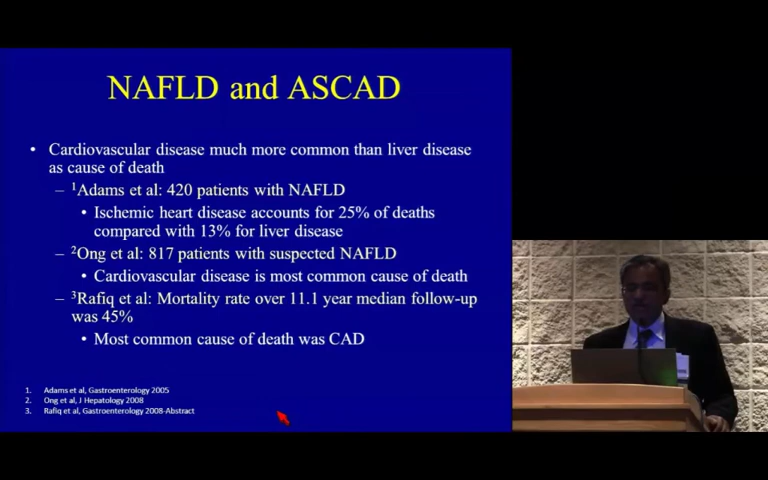 NAFLD and ASCAD
• Cardiovascular disease much more common than liver disease
as cause of death
– ¹Adams et al: 420 patients with NAFLD
• Ischemic heart disease accounts for 25% of deaths
compared with 13% for liver disease
– ²Ong et al: 817 patients with suspected NAFLD
• Cardiovascular disease is most common cause of death
– ³Rafiq et al: Mortality rate over 11.1 year median follow-up
was 45%
• Most common cause of death was CAD
1. Adams et al, Gastroenterology 2005
2. Ong et al, J Hepatology 2008
3. Rafiq et al, Gastroenterology 2008-Abstract